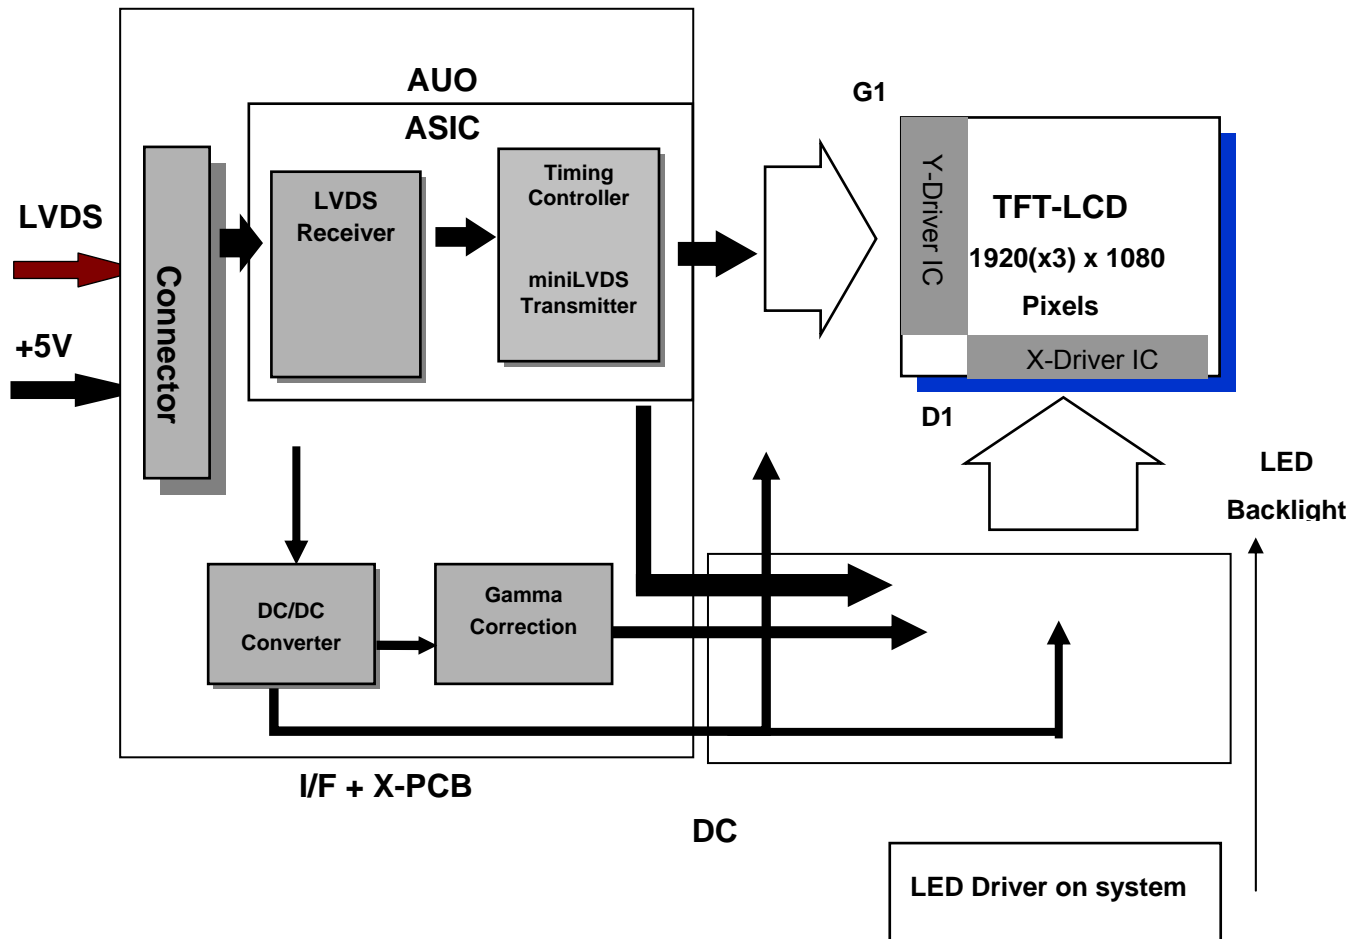 AUO
ASIC
G1
Timing
Controller
miniLVDS
Transmitter
LVDS
Receiver
LVDS
+5V
Connector
Y-Driver IC
TFT-LCD
1920(x3) x 1080
Pixels
X-Driver IC
D1
LED
Backlight
DC/DC
Converter
Gamma
Correction
I/F + X-PCB
DC
LED Driver on system